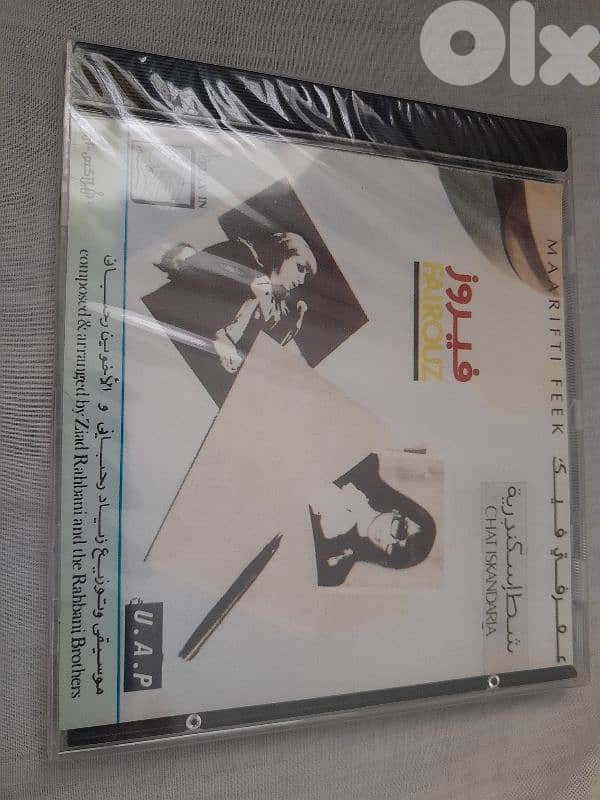 Olx
MAARIFTI FEEK معرفتي فيك
فيروز
FAIROUZ
شط اسكندرية
CHAT ISKANDARIA
موسيقى وتوزيع زياد رحباني و الأخوين رحباني
composed & arranged by Ziad Rahbani and the Rahbani Brothers
U.A.P